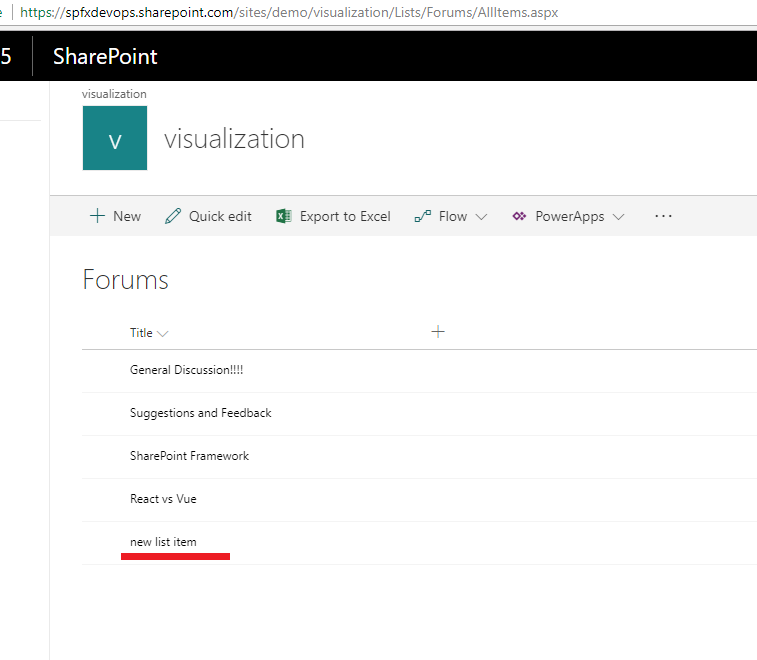 https://spfxdevops.sharepoint.com/sites/demo/visualization/Lists/Forums/AllItems.aspx
5 SharePoint
visualization
V visualization
New Quick edit Export to Excel Flow PowerApps ...
Forums
Title
General Discussion!!!!
Suggestions and Feedback
SharePoint Framework
React vs Vue
new list item